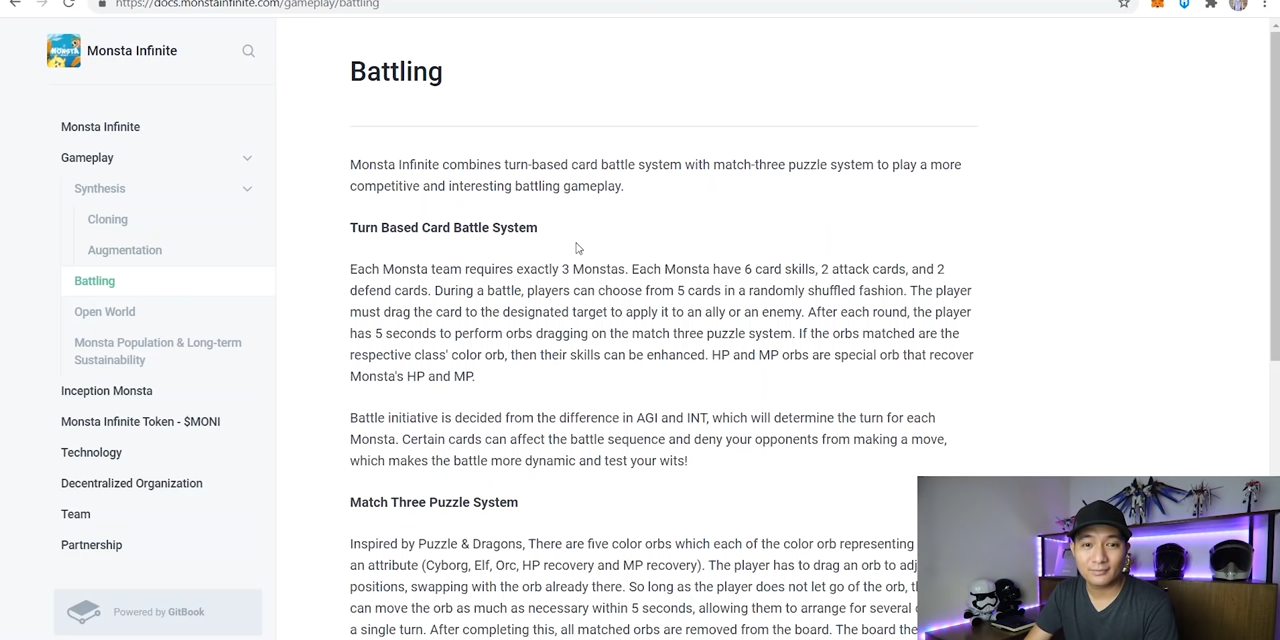 https://docs.monstainfinite.com/gameplay/battling
Monsta Infinite
Monsta Infinite
Gameplay
Synthesis
Cloning
Augmentation
Battling
Open World
Monsta Population & Long-term
Sustainability
Inception Monsta
Monsta Infinite Token - $MONI
Technology
Decentralized Organization
Team
Partnership
Powered by GitBook
Battling
Monsta Infinite combines turn-based card battle system with match-three puzzle system to play a more
competitive and interesting battling gameplay.
Turn Based Card Battle System
Each Monsta team requires exactly 3 Monstas. Each Monsta have 6 card skills, 2 attack cards, and 2
defend cards. During a battle, players can choose from 5 cards in a randomly shuffled fashion. The player
must drag the card to the designated target to apply it to an ally or an enemy. After each round, the player
has 5 seconds to perform orbs dragging on the match three puzzle system. If the orbs matched are the
respective class' color orb, then their skills can be enhanced. HP and MP orbs are special orb that recover
Monsta's HP and MP.
Battle initiative is decided from the difference in AGI and INT, which will determine the turn for each
Monsta. Certain cards can affect the battle sequence and deny your opponents from making a move,
which makes the battle more dynamic and test your wits!
Match Three Puzzle System
Inspired by Puzzle & Dragons, There are five color orbs which each of the color orb representing
an attribute (Cyborg, Elf, Orc, HP recovery and MP recovery). The player has to drag an orb to
positions, swapping with the orb already there. So long as the player does not let go of the orb,
can move the orb as much as necessary within 5 seconds, allowing them to arrange for several
a single turn. After completing this, all matched orbs are removed from the board. The board